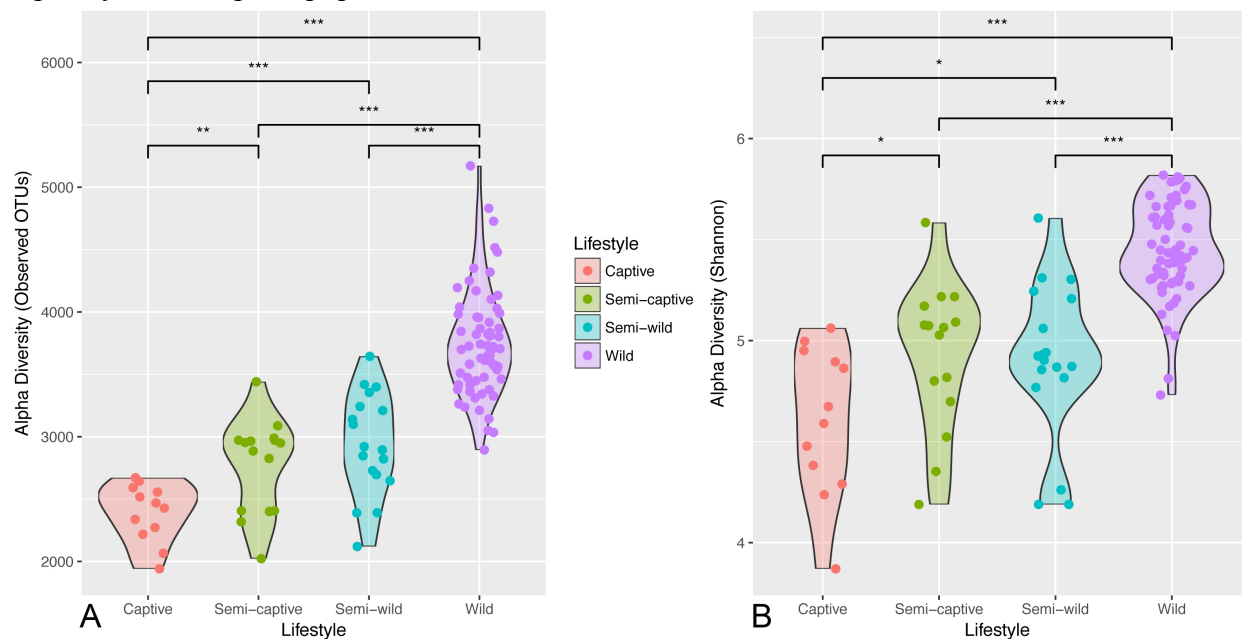 ***
***
***
**
***
6000
5000
4000
3000
2000
Alpha Diversity (Observed OTUs)
Captive
Semi-captive
Semi-wild
Wild
Lifestyle
A
Lifestyle
Captive
Semi-captive
Semi-wild
Wild
***
*
***
*
***
6
5
4
Alpha Diversity (Shannon)
Captive
Semi-captive
Semi-wild
Wild
Lifestyle
B